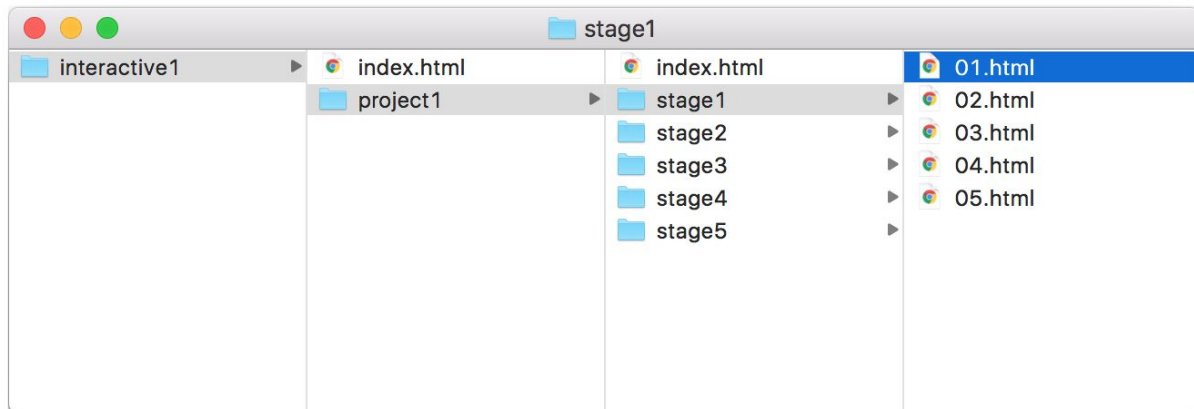 stage1
interactive1
index.html
project1
index.html
stage1
stage2
stage3
stage4
stage5
01.html
02.html
03.html
04.html
05.html